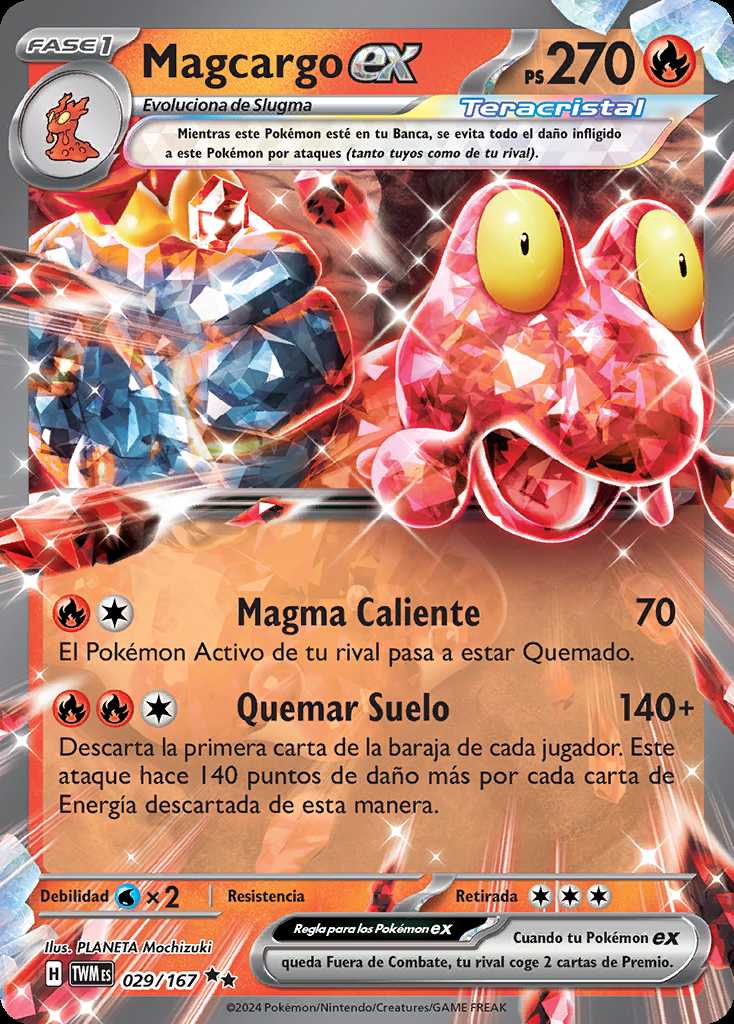 FASE 1
Magcargo ex
PS 270
Evoluciona de Slugma
Teracristal
Mientras este Pokémon esté en tu Banca, se evita todo el daño infligido
a este Pokémon por ataques (tanto tuyos como de tu rival).
Magma Caliente 70
El Pokémon Activo de tu rival pasa a estar Quemado.
Quemar Suelo 140+
Descarta la primera carta de la baraja de cada jugador. Este
ataque hace 140 puntos de daño más por cada carta de
Energía descartada de esta manera.
Debilidad ×2 Resistencia Retirada
Ilus. PLANETA Mochizuki
Regla para los Pokémon ex
Cuando tu Pokémon ex
queda Fuera de Combate, tu rival coge 2 cartas de Premio.
H TWM ES 029/167
©2024 Pokémon/Nintendo/Creatures/GAME FREAK